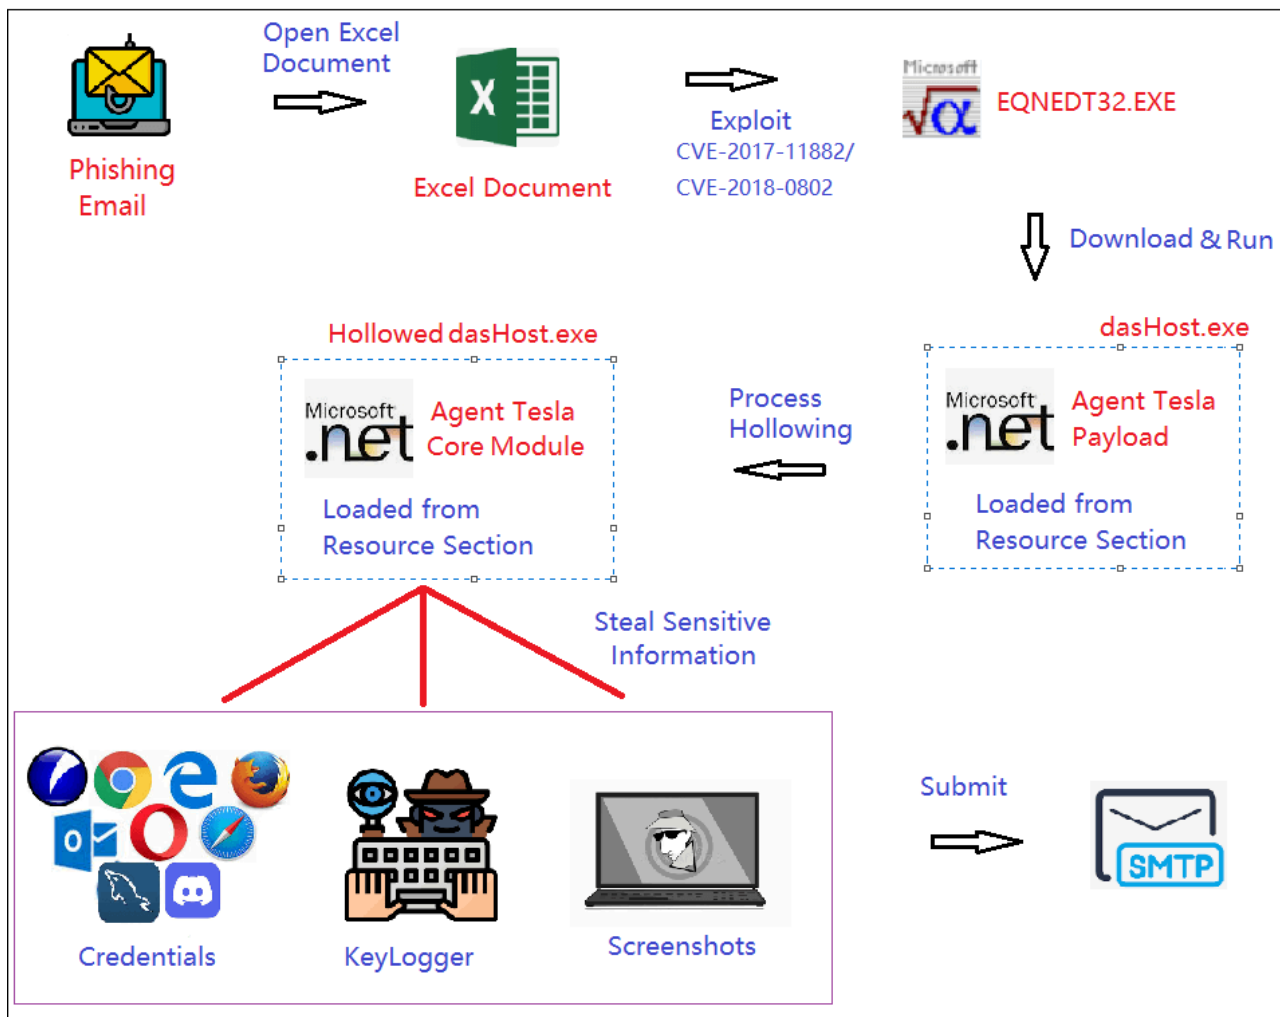 Open Excel
Document
Phishing
Email
X
Excel Document
Exploit
CVE-2017-11882/
CVE-2018-0802
Microsoft
√α
EQNEDT32.EXE
Download & Run
dasHost.exe
Microsoft
.net
Agent Tesla
Payload
Loaded from
Resource Section
Process
Hollowing
Hollowed dasHost.exe
Microsoft
.net
Agent Tesla
Core Module
Loaded from
Resource Section
Steal Sensitive
Information
Credentials
KeyLogger
Screenshots
Submit
SMTP